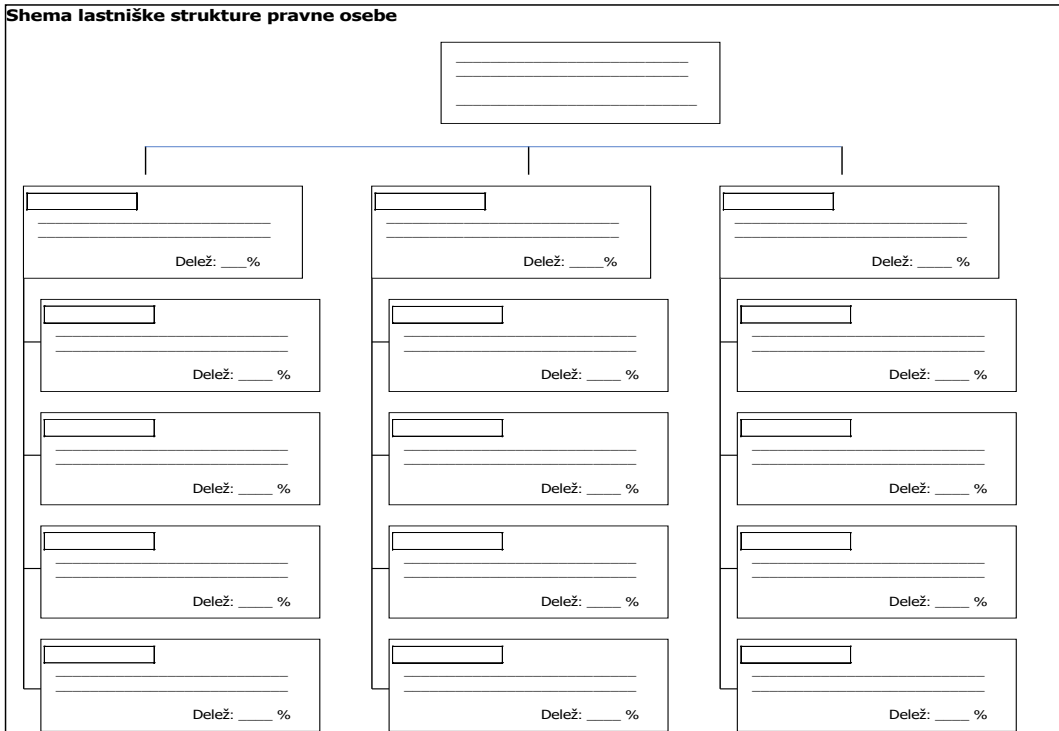 Shema lastniške strukture pravne osebe
Delež: ___%
Delež: ____%
Delež: ____ %
Delež: ____ %
Delež: ____ %
Delež: ____ %
Delež: ____ %
Delež: ____ %
Delež: ____ %
Delež: ____ %
Delež: ____ %
Delež: ____ %
Delež: ____ %
Delež: ____ %
Delež: ____ %